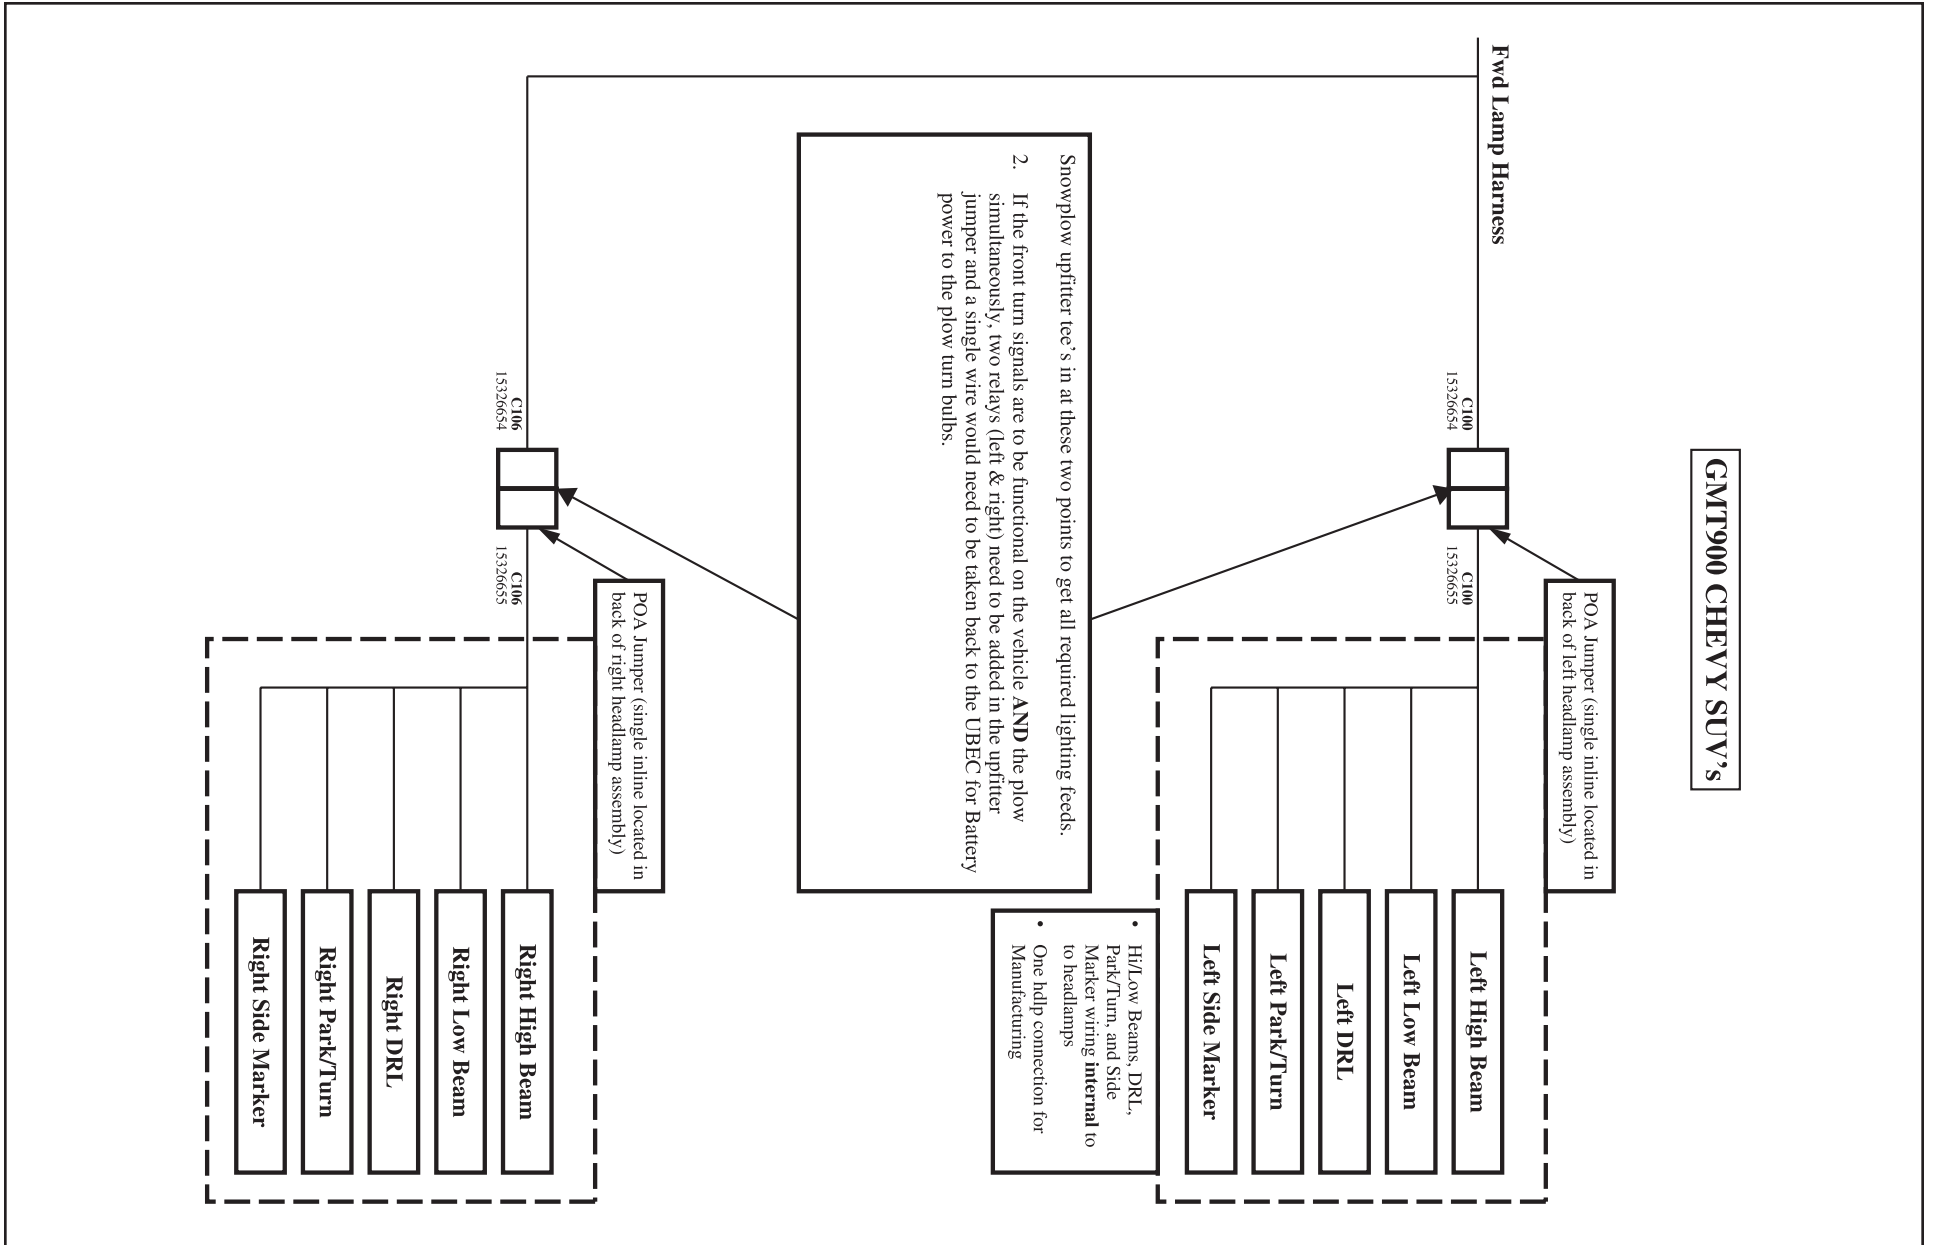 GMT900 CHEVY SUV's
Fwd Lamp Harness
C100
15326654
C100
15326655
POA Jumper (single inline located in
back of left headlamp assembly)
Left High Beam
Left Low Beam
Left DRL
Left Park/Turn
Left Side Marker
Snowplow upfitter tee's in at these two points to get all required lighting feeds.
2. If the front turn signals are to be functional on the vehicle AND the plow
simultaneously, two relays (left & right) need to be added in the upfitter
jumper and a single wire would need to be taken back to the UBEC for Battery
power to the plow turn bulbs.
• Hi/Low Beams, DRL,
Park/Turn, and Side
Marker wiring internal to
to headlamps
• One hdlp connection for
Manufacturing
C106
15326654
C106
15326655
POA Jumper (single inline located in
back of right headlamp assembly)
Right High Beam
Right Low Beam
Right DRL
Right Park/Turn
Right Side Marker